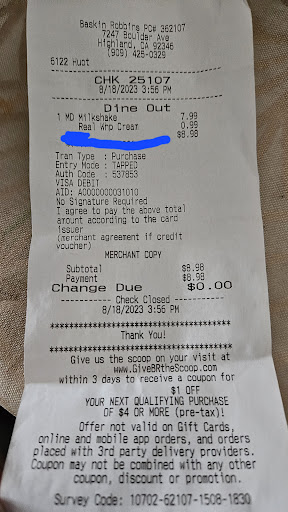 Baskin Robbins PC# 362107
7247 Boulder Ave
Highland, CA 92346
(909) 425-0329
5122 Huot
CHK 25107
8/18/2023 3:56 PM
Dine Out
1 MD Milkshake 7.99
Real Whp Cream 0.99
$8.98
Tran Type : Purchase
Entry Mode : TAPPED
Auth Code : 537853
VISA DEBIT
AID: A0000000031010
No Signature Required
I agree to pay the above total
amount according to the card
issuer
(merchant agreement if credit
voucher)
MERCHANT COPY
Subtotal $8.98
Payment $8.98
Change Due $0.00
---------- Check Closed ----------
8/18/2023 3:56 PM
Thank You!
Give us the scoop on your visit at
www.GiveBRtheScoop.com
within 3 days to receive a coupon for
$1 OFF
YOUR NEXT QUALIFYING PURCHASE
OF $4 OR MORE (pre-tax)!
Offer not valid on Gift Cards,
online and mobile app orders, and orders
placed with 3rd party delivery providers.
Coupon may not be combined with any other
coupon, discount or promotion.
Survey Code: 10702-62107-1508-1830